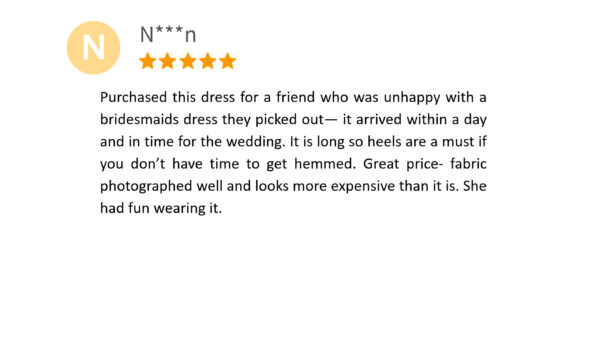 N
N***n
Purchased this dress for a friend who was unhappy with a
bridesmaids dress they picked out— it arrived within a day
and in time for the wedding. It is long so heels are a must if
you don’t have time to get hemmed. Great price- fabric
photographed well and looks more expensive than it is. She
had fun wearing it.